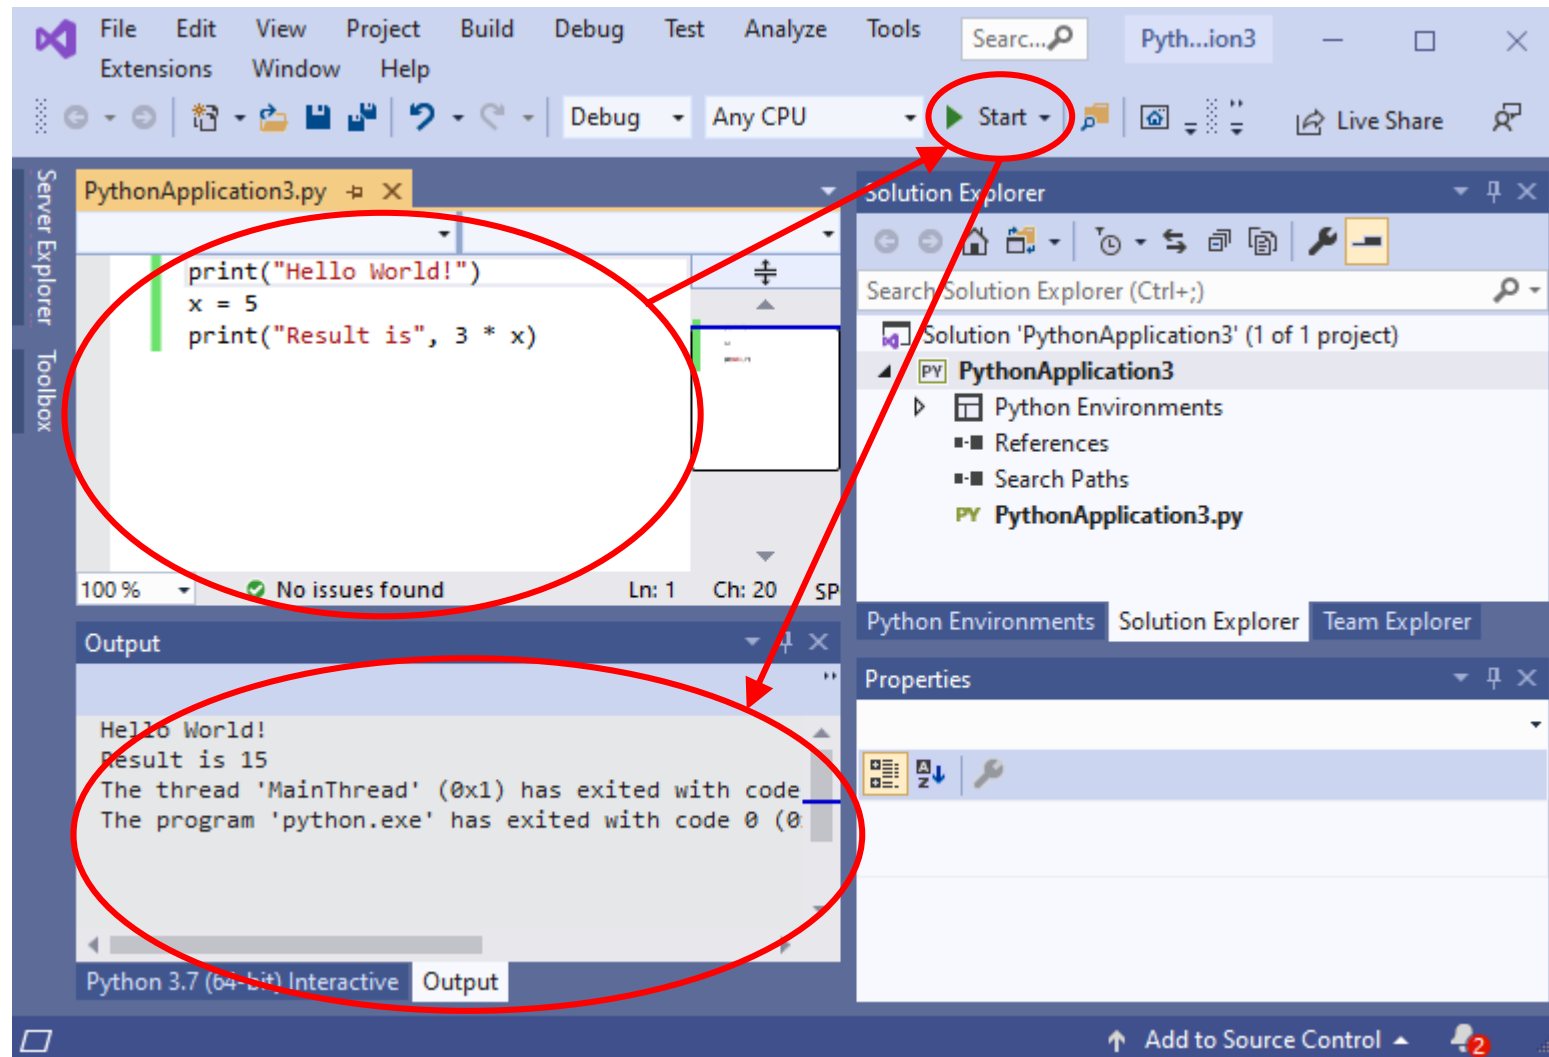 File Edit View Project Build Debug Test Analyze Tools Searc... Pyth...ion3
Extensions Window Help
Debug Any CPU Start Live Share
Server Explorer
Toolbox
PythonApplication3.py
print("Hello World!")
x = 5
print("Result is", 3 * x)
100 % No issues found Ln: 1 Ch: 20 SP
Output
Hello World!
Result is 15
The thread 'MainThread' (0x1) has exited with code
The program 'python.exe' has exited with code 0 (0
Python 3.7 (64-bit) Interactive Output
Solution Explorer
Search Solution Explorer (Ctrl+;)
Solution 'PythonApplication3' (1 of 1 project)
PY PythonApplication3
Python Environments
References
Search Paths
PY PythonApplication3.py
Python Environments Solution Explorer Team Explorer
Properties
Add to Source Control 2